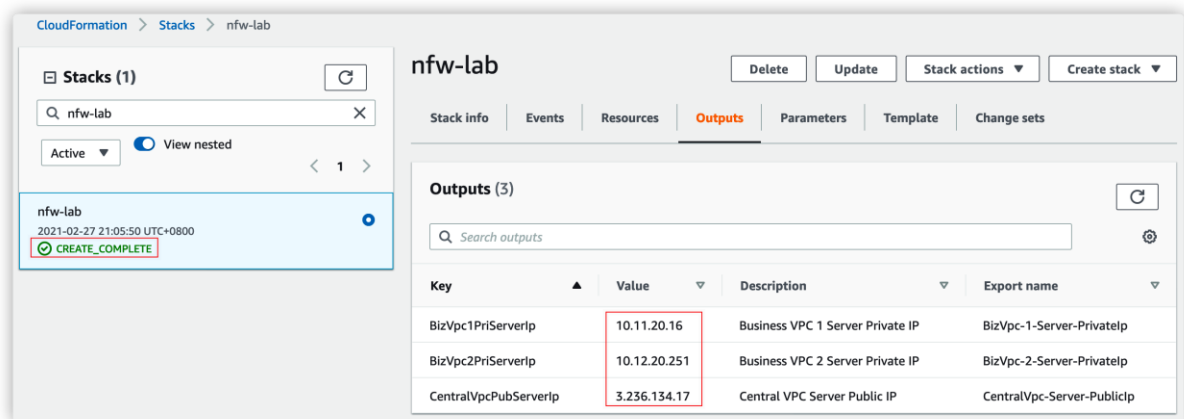 CloudFormation > Stacks > nfw-lab
Stacks (1)
nfw-lab
Active
View nested
1
nfw-lab
2021-02-27 21:05:50 UTC+0800
CREATE_COMPLETE
nfw-lab
Delete Update Stack actions Create stack
Stack info Events Resources Outputs Parameters Template Change sets
Outputs (3)
Search outputs
Key Value Description Export name
BizVpc1PriServerIp 10.11.20.16 Business VPC 1 Server Private IP BizVpc-1-Server-PrivateIp
BizVpc2PriServerIp 10.12.20.251 Business VPC 2 Server Private IP BizVpc-2-Server-PrivateIp
CentralVpcPubServerIp 3.236.134.17 Central VPC Server Public IP CentralVpc-Server-PublicIp